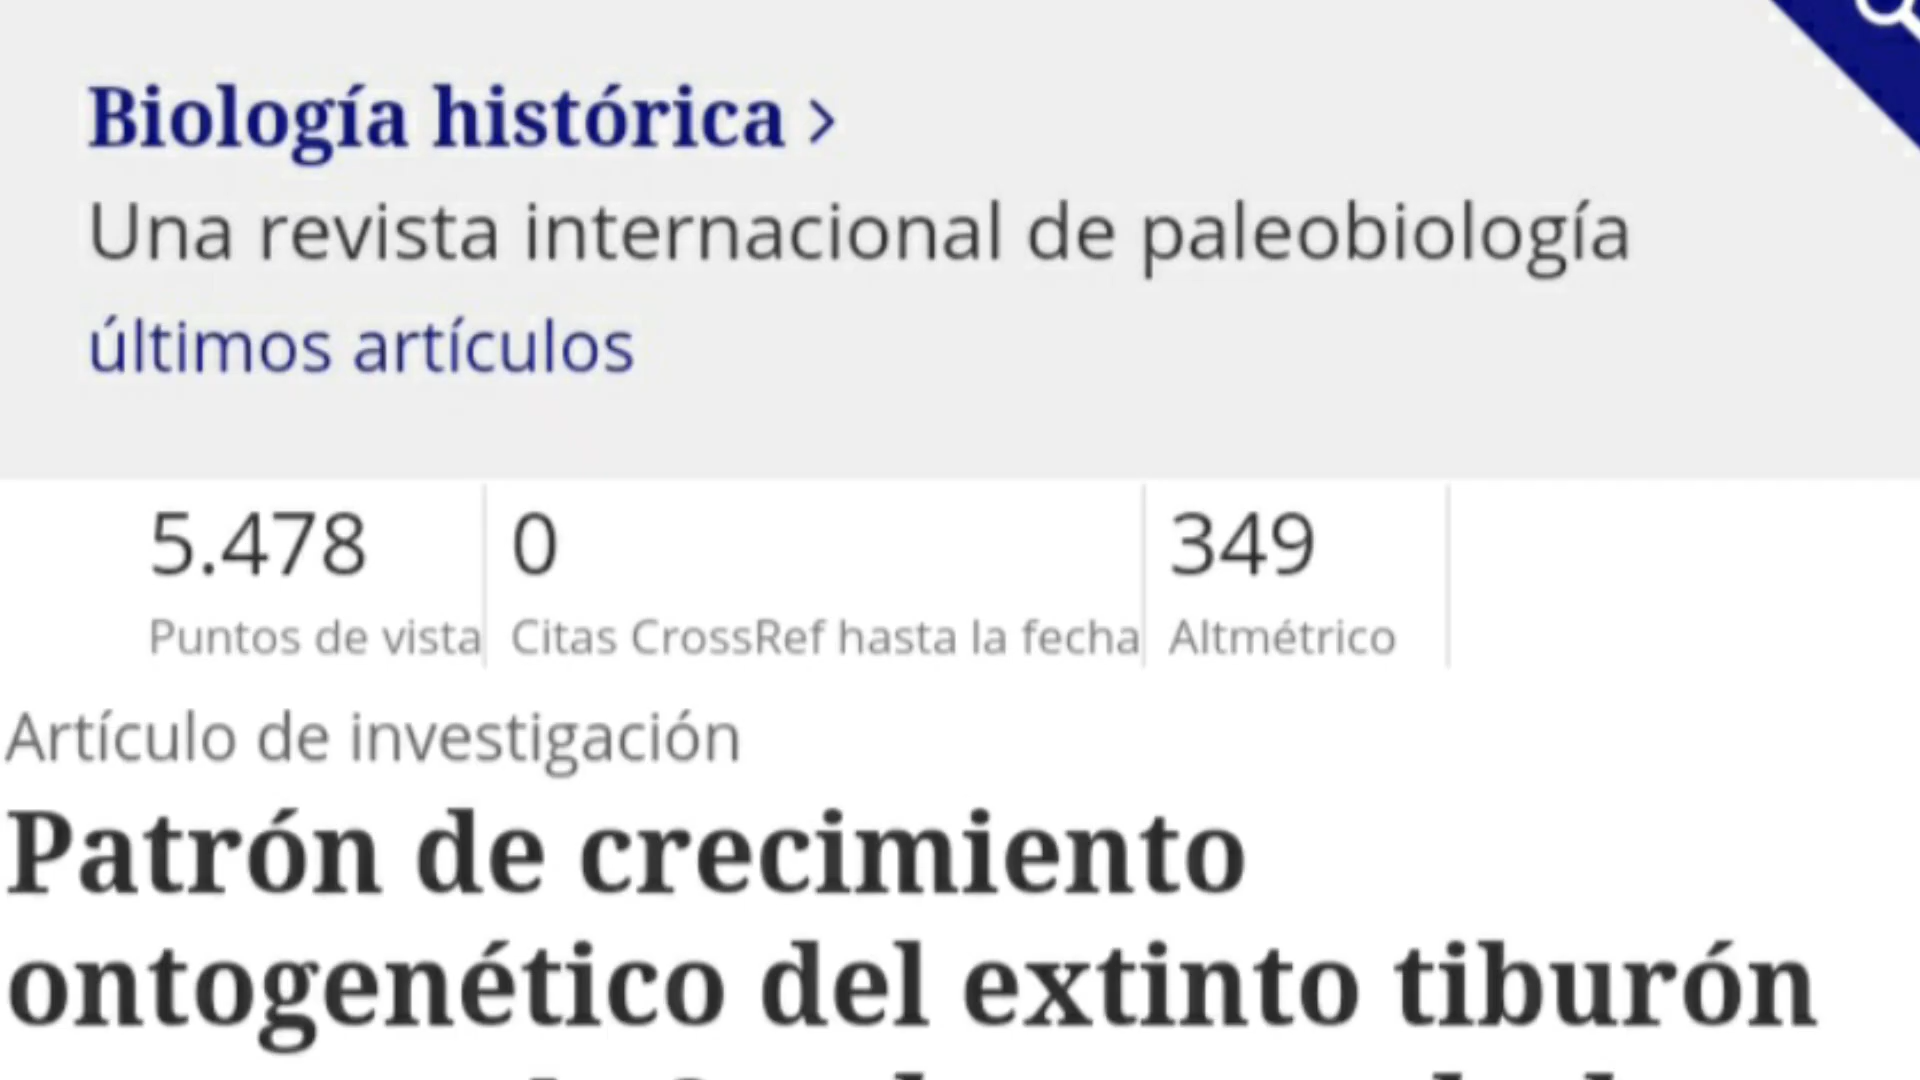 Biología histórica >
Una revista internacional de paleobiología
últimos artículos
5.478
Puntos de vista
0
Citas CrossRef hasta la fecha
349
Altmétrico
Artículo de investigación
Patrón de crecimiento
ontogenético del extinto tiburón